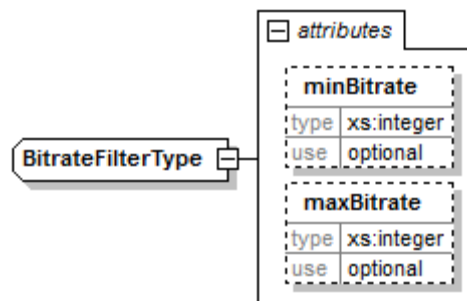 attributes
minBitrate
type xs:integer
use optional
BitrateFilterType
maxBitrate
type xs:integer
use optional